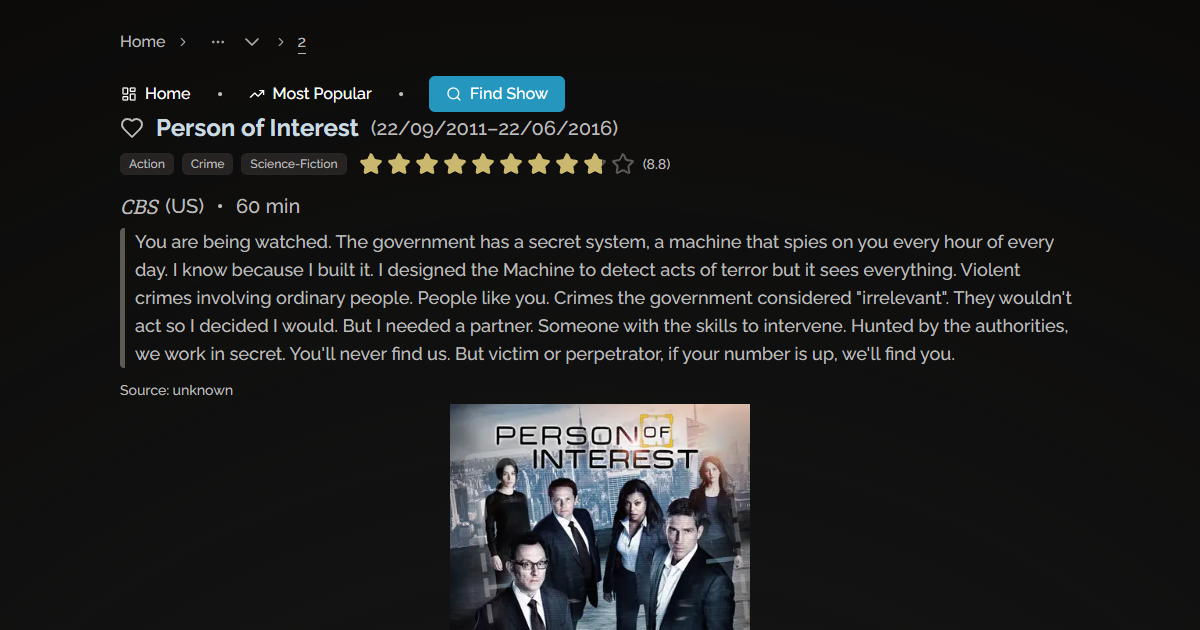 Home > ... > 2
Home • Most Popular • Find Show
Person of Interest (22/09/2011–22/06/2016)
Action Crime Science-Fiction (8.8)
CBS (US) • 60 min
You are being watched. The government has a secret system, a machine that spies on you every hour of every
day. I know because I built it. I designed the Machine to detect acts of terror but it sees everything. Violent
crimes involving ordinary people. People like you. Crimes the government considered "irrelevant". They wouldn't
act so I decided I would. But I needed a partner. Someone with the skills to intervene. Hunted by the authorities,
we work in secret. You'll never find us. But victim or perpetrator, if your number is up, we'll find you.
Source: unknown
PERSON OF
INTEREST